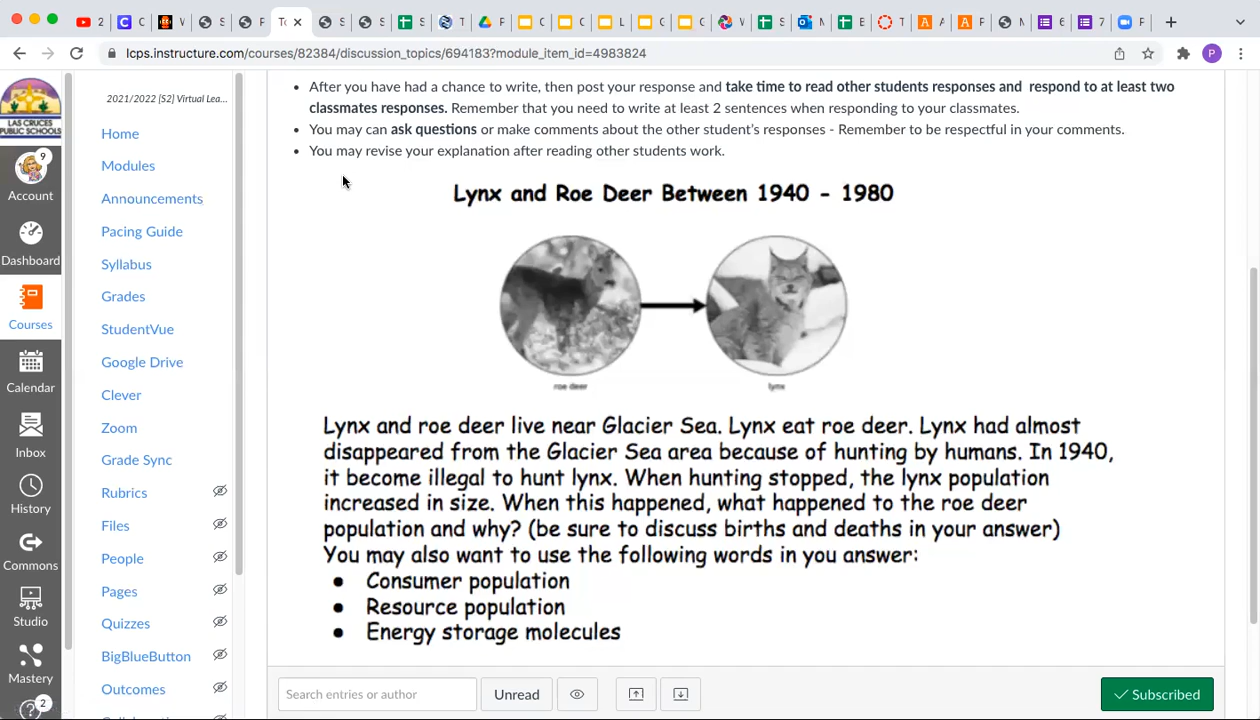 2
C
S
P
To
S
S
S
T
P
C
C
L
C
C
W
S
M
E
T
A
P
M
6
7
P
lcps.instructure.com/courses/82384/discussion_topics/694183?module_item_id=4983824
P
LAS CRUCES
PUBLIC SCHOOLS
9
Account
Dashboard
Courses
Calendar
Inbox
History
Commons
Studio
Mastery
2
2021/2022 [S2] Virtual Lea...
Home
Modules
Announcements
Pacing Guide
Syllabus
Grades
StudentVue
Google Drive
Clever
Zoom
Grade Sync
Rubrics
Files
People
Pages
Quizzes
BigBlueButton
Outcomes
• After you have had a chance to write, then post your response and take time to read other students responses and respond to at least two
classmates responses. Remember that you need to write at least 2 sentences when responding to your classmates.
• You may can ask questions or make comments about the other student's responses - Remember to be respectful in your comments.
• You may revise your explanation after reading other students work.
Lynx and Roe Deer Between 1940 - 1980
roe deer
lynx
Lynx and roe deer live near Glacier Sea. Lynx eat roe deer. Lynx had almost
disappeared from the Glacier Sea area because of hunting by humans. In 1940,
it become illegal to hunt lynx. When hunting stopped, the lynx population
increased in size. When this happened, what happened to the roe deer
population and why? (be sure to discuss births and deaths in your answer)
You may also want to use the following words in you answer:
• Consumer population
• Resource population
• Energy storage molecules
Search entries or author
Unread
Subscribed